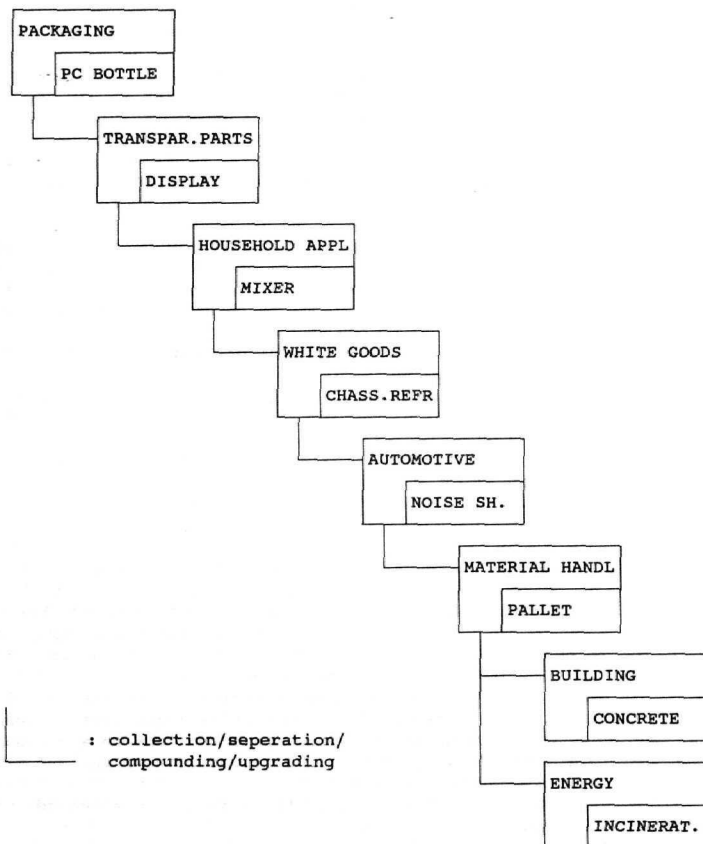 PACKAGING
PC BOTTLE
TRANSPAR.PARTS
DISPLAY
HOUSEHOLD APPL
MIXER
WHITE GOODS
CHASS.REFR
AUTOMOTIVE
NOISE SH.
MATERIAL HANDL
PALLET
BUILDING
CONCRETE
ENERGY
INCINERAT.
: collection/seperation/
compounding/upgrading